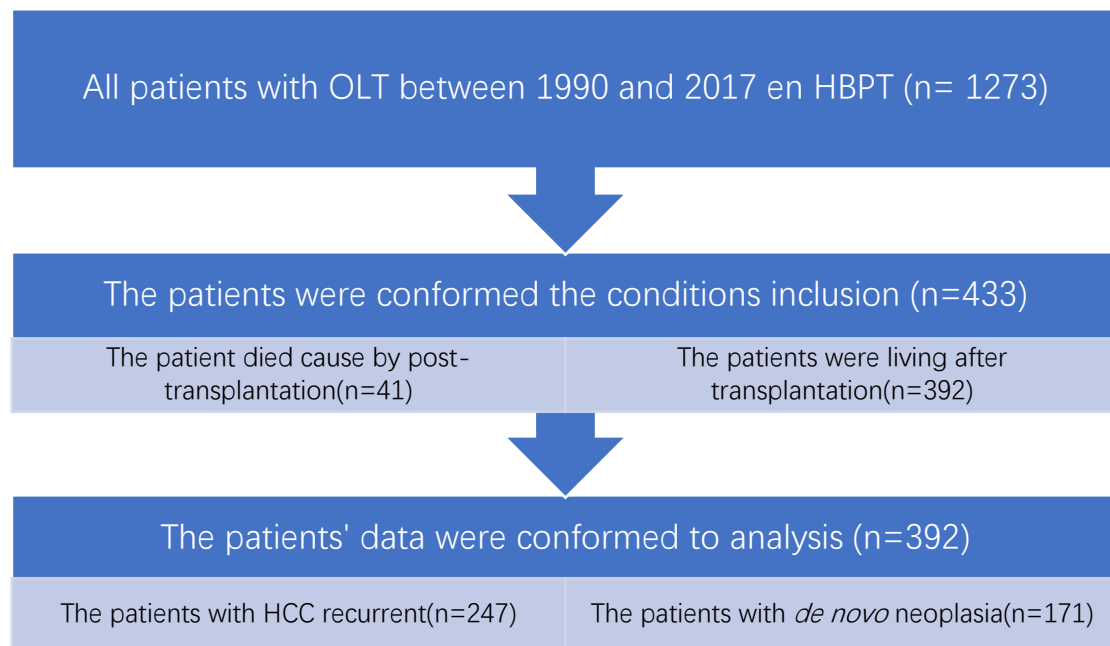 All patients with OLT between 1990 and 2017 en HBPT (n= 1273)
The patients were conformed the conditions inclusion (n=433)
The patient died cause by post-
transplantation(n=41)
The patients were living after
transplantation(n=392)
The patients' data were conformed to analysis (n=392)
The patients with HCC recurrent(n=247)
The patients with de novo neoplasia(n=171)